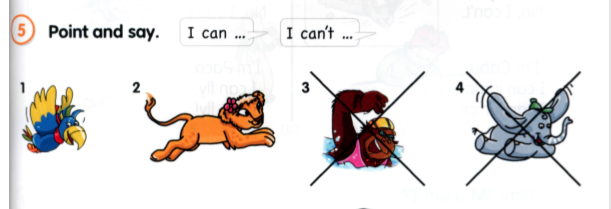 5 Point and say. I can ... I can't ...
1 2 3 4